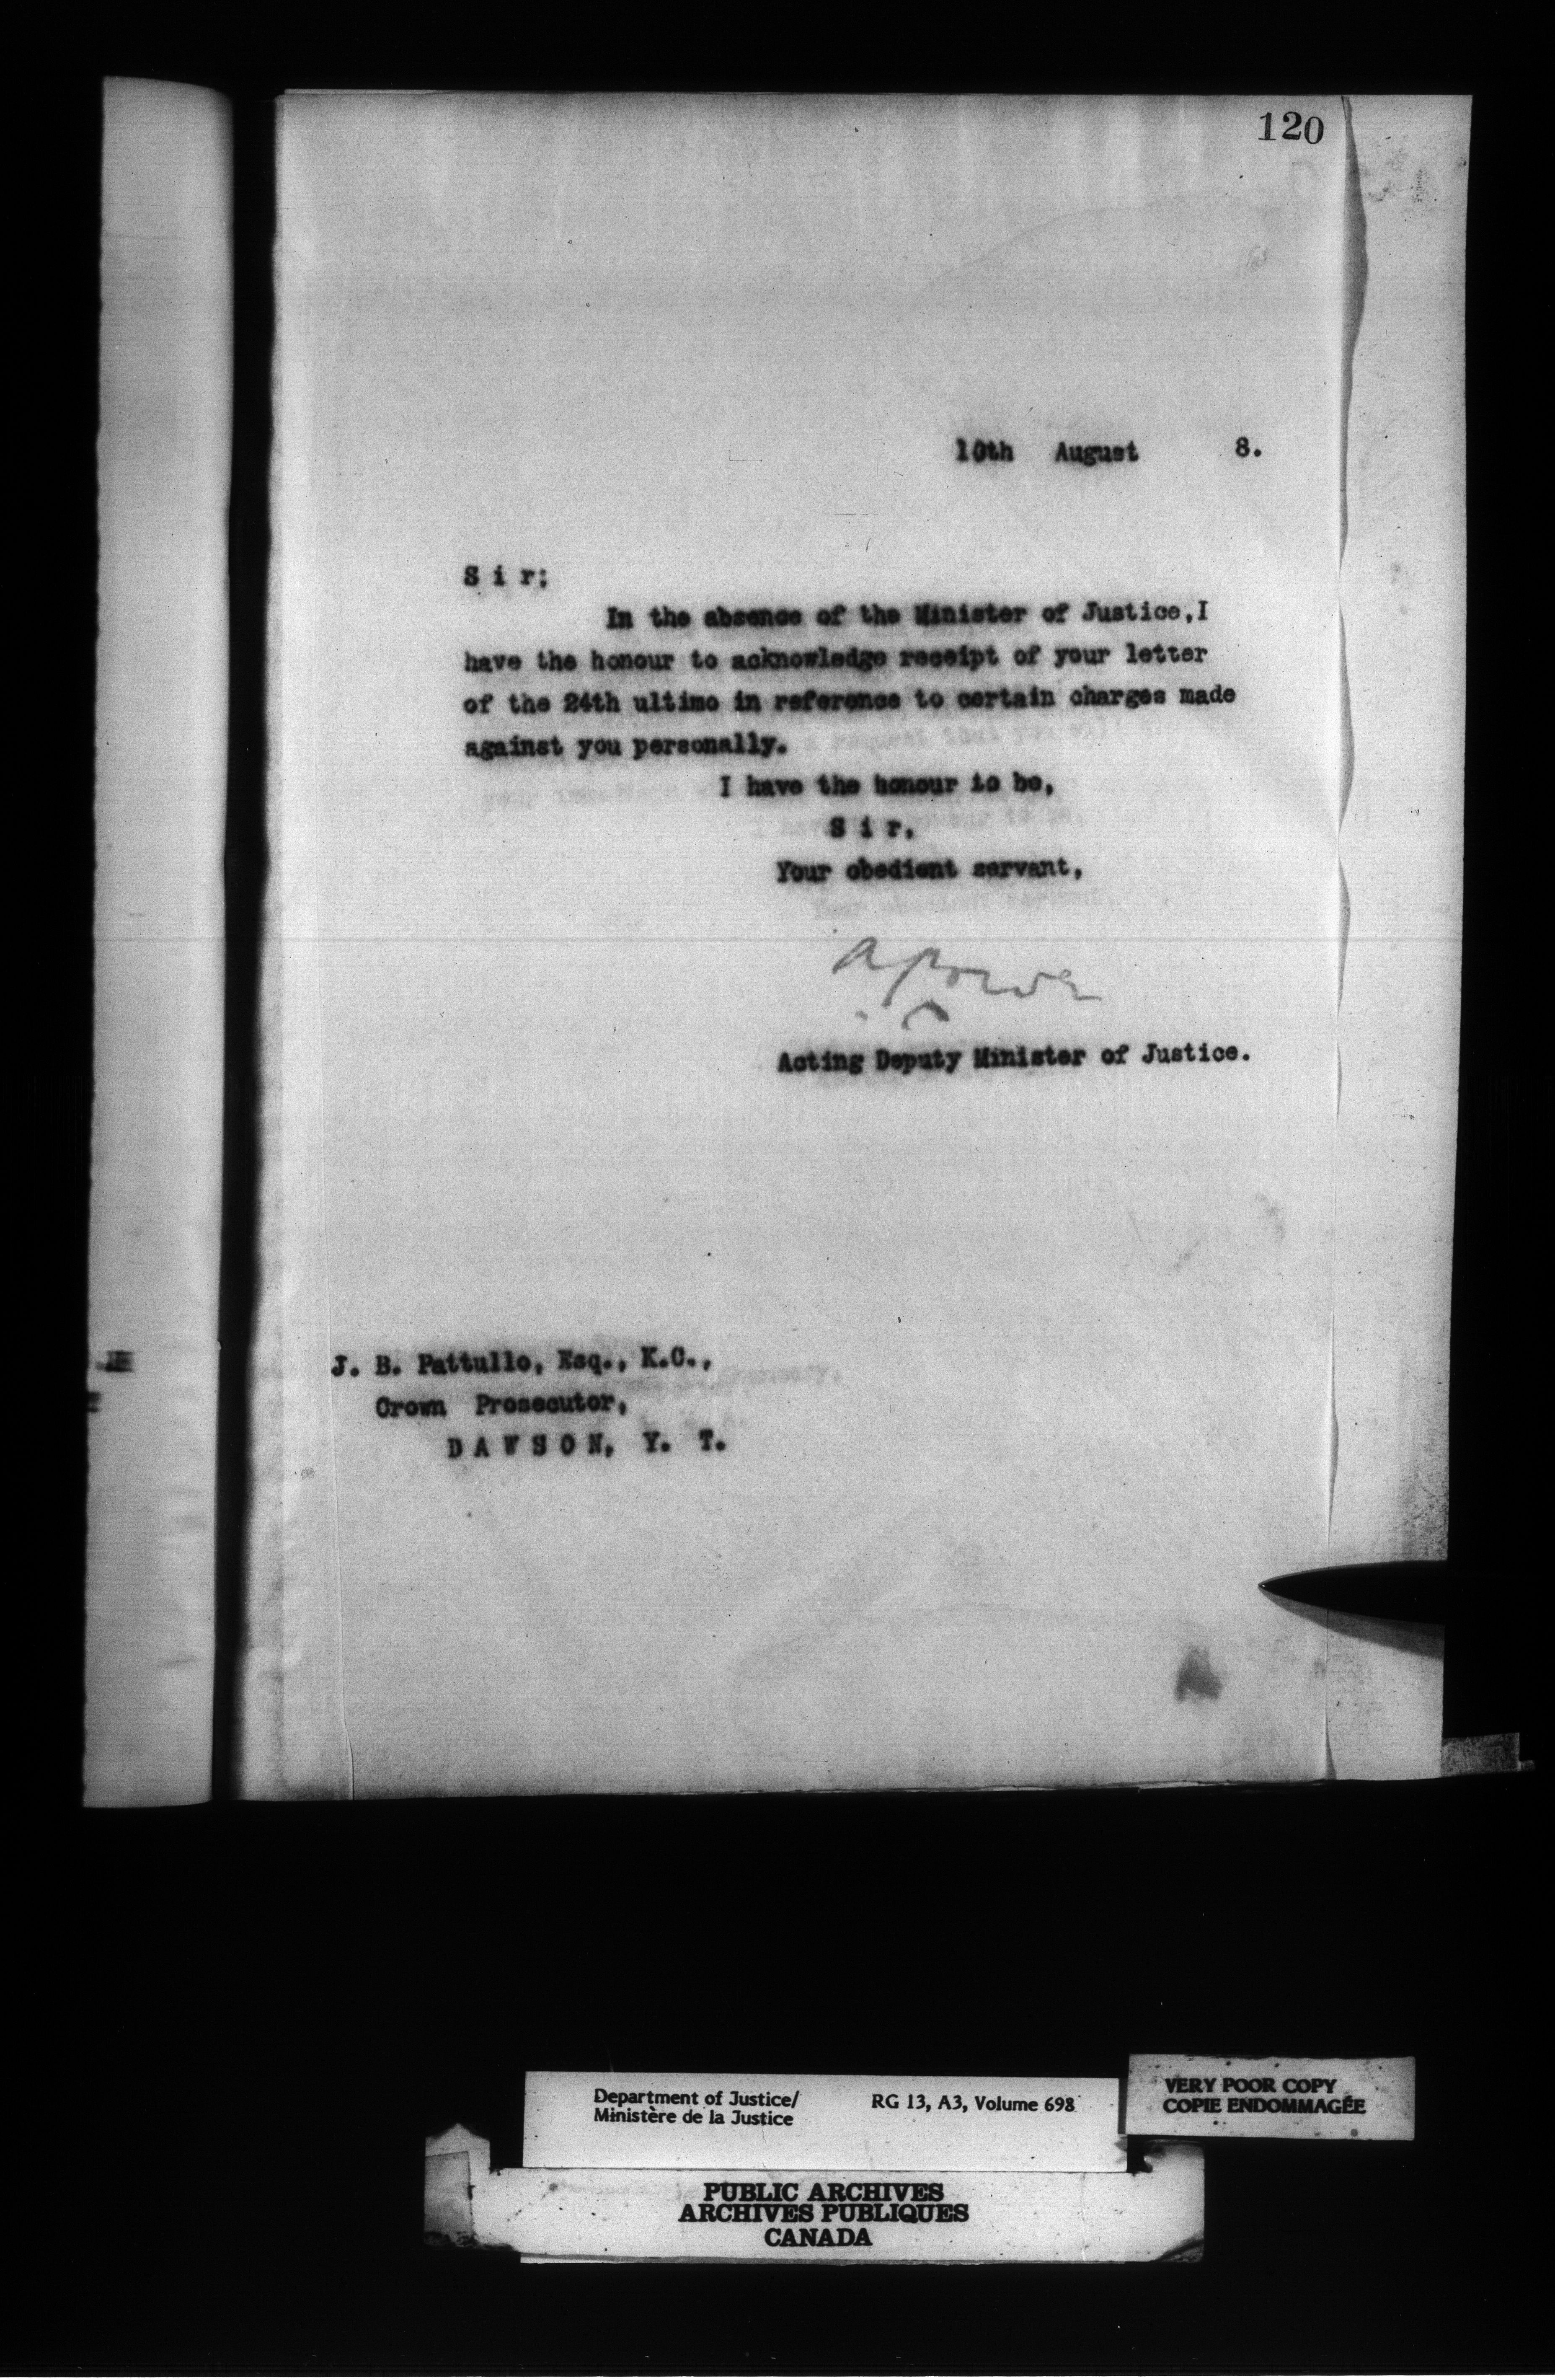 120
10th August 8.
S i r:
In the absence of the Minister of Justice, I
have the honour to acknowledge receipt of your letter
of the 24th ultimo in reference to certain charges made
against you personally.
I have the honour to be,
S i r,
Your obedient servant,
A Power
Acting Deputy Minister of Justice.
J. B. Pattullo, Esq., K.C.,
Crown Prosecutor,
D A W S O N, Y. T.
Department of Justice/
Ministère de la Justice
RG 13, A3, Volume 698
VERY POOR COPY
COPIE ENDOMMAGÉE
PUBLIC ARCHIVES
ARCHIVES PUBLIQUES
CANADA